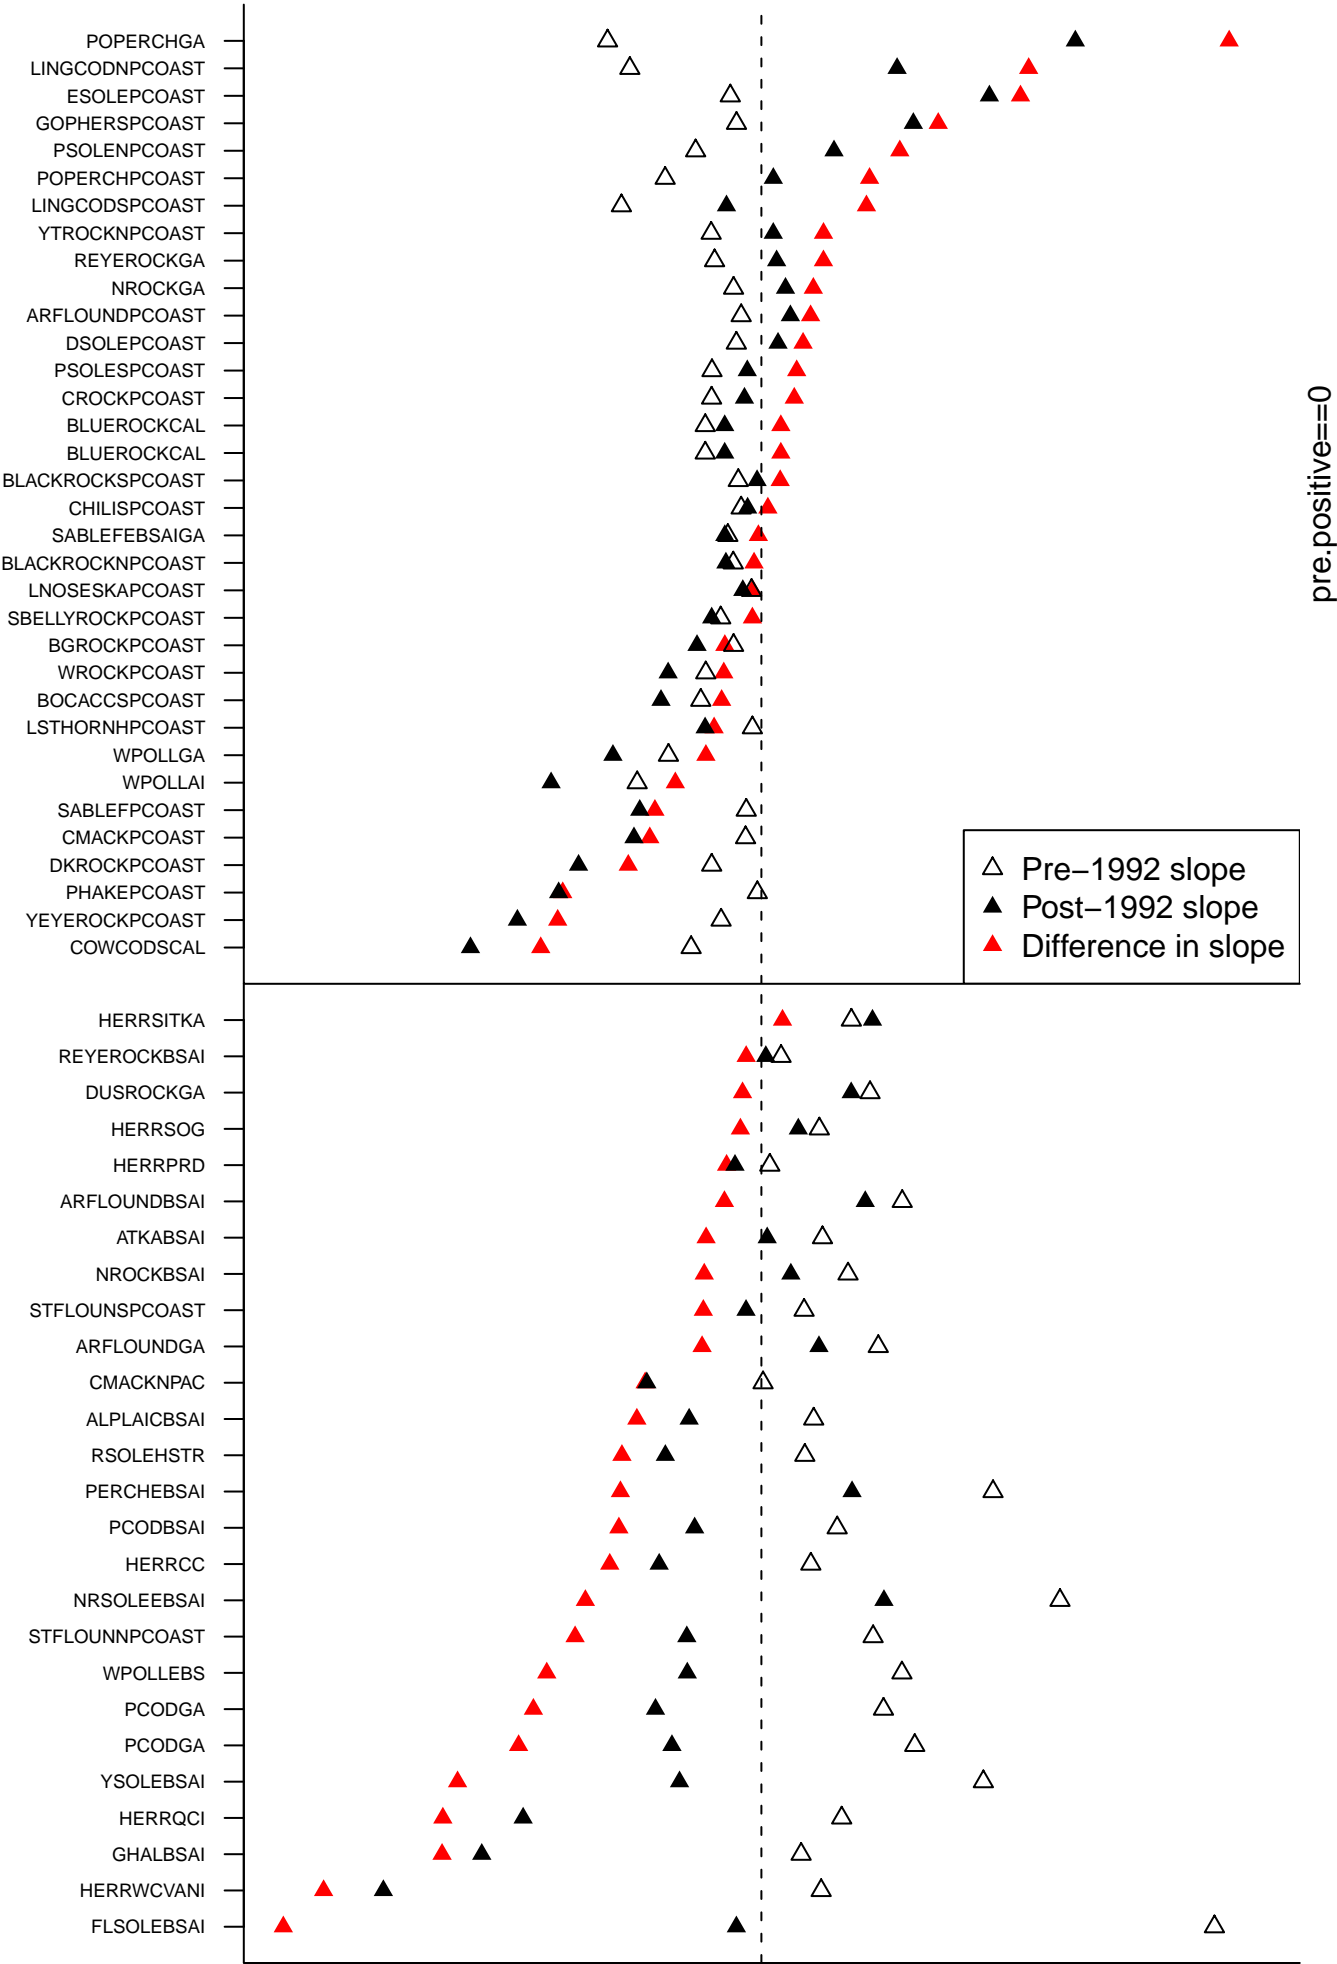 POPERCHGA
LINGCODNPCOAST
ESOLEPCOAST
GOPHERSPCOAST
PSOLENPCOAST
POPERCHPCOAST
LINGCODSPCOAST
YTROCKNPCOAST
REYEROCKGA
NROCKGA
ARFLOUNDPCOAST
DSOLEPCOAST
PSOLESPCOAST
CROCKPCOAST
BLUEROCKCAL
BLUEROCKCAL
BLACKROCKSPCOAST
CHILISPCOAST
SABLEFEBSAIGA
BLACKROCKNPCOAST
LNOSESKAPCOAST
SBELLYROCKPCOAST
BGROCKPCOAST
WROCKPCOAST
BOCACCSPCOAST
LSTHORNHPCOAST
WPOLLGA
WPOLLAI
SABLEFPCOAST
CMACKPCOAST
DKROCKPCOAST
PHAKEPCOAST
YEYEROCKPCOAST
COWCODSCAL
pre.positive==0
Pre−1992 slope
Post−1992 slope
Difference in slope
HERRSITKA
REYEROCKBSAI
DUSROCKGA
HERRSOG
HERRPRD
ARFLOUNDBSAI
ATKABSAI
NROCKBSAI
STFLOUNSPCOAST
ARFLOUNDGA
CMACKNPAC
ALPLAICBSAI
RSOLEHSTR
PERCHEBSAI
PCODBSAI
HERRCC
NRSOLEEBSAI
STFLOUNNPCOAST
WPOLLEBS
PCODGA
PCODGA
YSOLEBSAI
HERRQCI
GHALBSAI
HERRWCVANI
FLSOLEBSAI